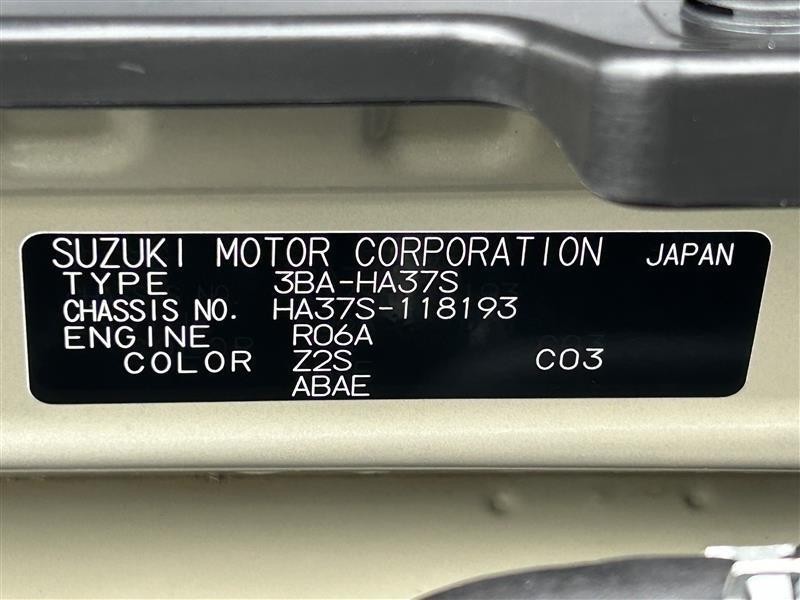 SUZUKI MOTOR CORPORATION JAPAN
TYPE 3BA-HA37S
CHASSIS NO. HA37S-118193
ENGINE R06A
COLOR Z2S C03
ABAE